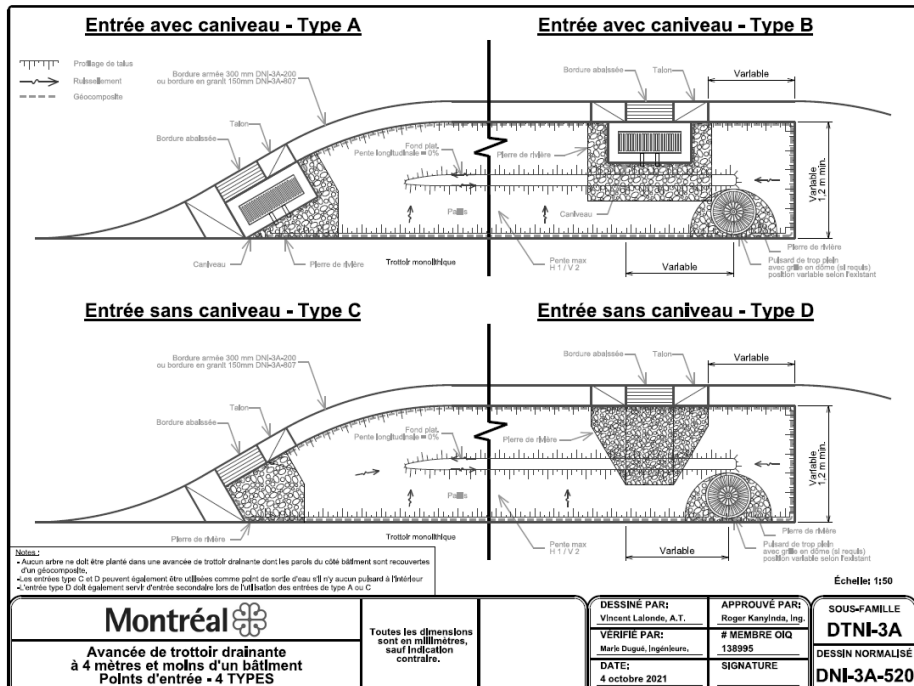 Entrée avec caniveau - Type A
Entrée avec caniveau - Type B
Profilage de talus
Ruissellement
Géocomposite
Bordure armée 300 mm DNI-3A-200
ou bordure en granit 150mm DNI-3A-807
Talon
Bordure abaissée
Caniveau
Pierre de rivière
Trottoir monolithique
Fond plat
Pente longitudinale = 0%
Paillis
Pente max
H 1 / V 2
Bordure abaissée
Talon
Variable
Pierre de rivière
Caniveau
Variable
1,2 m min.
Variable
Pierre de rivière
Puisard de trop plein
avec grille en dôme (si requis)
position variable selon l'existant
Entrée sans caniveau - Type C
Entrée sans caniveau - Type D
Bordure armée 300 mm DNI-3A-200
ou bordure en granit 150mm DNI-3A-807
Talon
Bordure abaissée
Pierre de rivière
Trottoir monolithique
Fond plat
Pente longitudinale = 0%
Paillis
Pente max
H 1 / V 2
Bordure abaissée
Talon
Variable
Pierre de rivière
Variable
1,2 m min.
Variable
Pierre de rivière
Puisard de trop plein
avec grille en dôme (si requis)
position variable selon l'existant
Notes :
- Aucun arbre ne doit être planté dans une avancée de trottoir drainante dont les parois du côté bâtiment sont recouvertes
d'un géocomposite,
-Les entrées type C et D peuvent également être utilisées comme point de sortie d'eau s'il n'y aucun puisard à l'intérieur
-L'entrée type D doit également servir d'entrée secondaire lors de l'utilisation des entrées de type A ou C
Échelle: 1:50
Montréal
Avancée de trottoir drainante
à 4 mètres et moins d'un bâtiment
Points d'entrée - 4 TYPES
Toutes les dimensions
sont en millimètres,
sauf indication
contraire.
DESSINÉ PAR:
Vincent Lalonde, A.T.
APPROUVÉ PAR:
Roger Kanyinda, ing.
VÉRIFIÉ PAR:
Marie Dugué, Ingénieure,
# MEMBRE OIQ
138995
DATE:
4 octobre 2021
SIGNATURE
SOUS-FAMILLE
DTNI-3A
DESSIN NORMALISÉ
DNI-3A-520